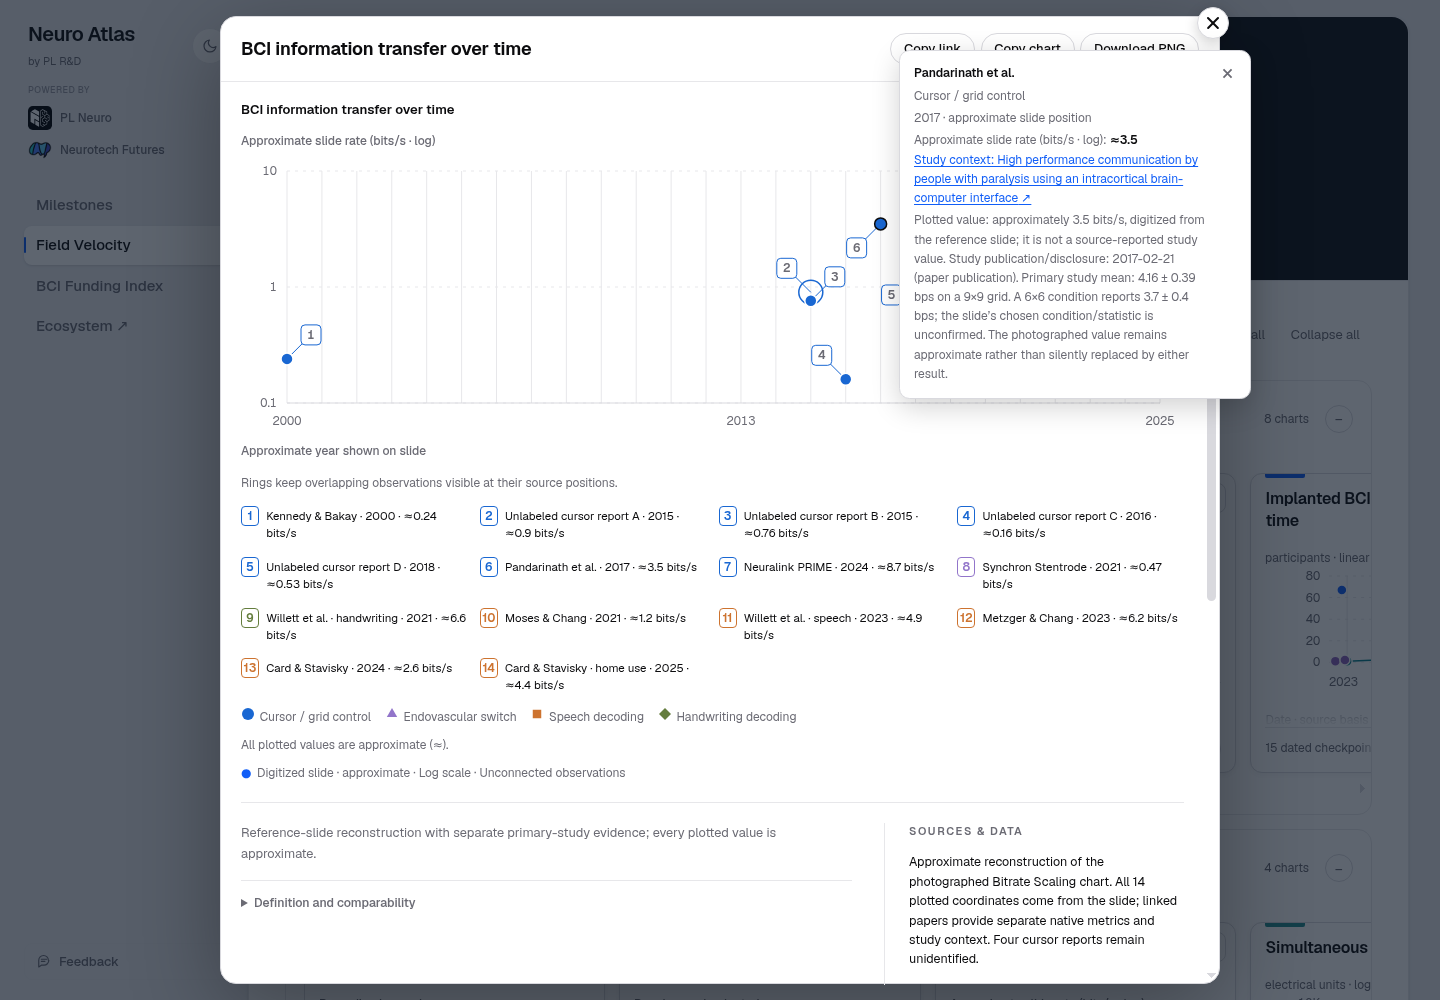 Neuro Atlas
by PL R&D
POWERED BY
PL Neuro
Neurotech Futures
Milestones
Field Velocity
BCI Funding Index
Ecosystem ↗
Feedback
BCI information transfer over time
Copy link
Copy chart
Download PNG
BCI information transfer over time
Approximate slide rate (bits/s · log)
10
1
0.1
1
2
3
4
5
6
2000
2013
2025
Approximate year shown on slide
Pandarinath et al.
Cursor / grid control
2017 · approximate slide position
Approximate slide rate (bits/s · log): ≈3.5
Study context: High performance communication by
people with paralysis using an intracortical brain-
computer interface ↗
Plotted value: approximately 3.5 bits/s, digitized from
the reference slide; it is not a source-reported study
value. Study publication/disclosure: 2017-02-21
(paper publication). Primary study mean: 4.16 ± 0.39
bps on a 9×9 grid. A 6×6 condition reports 3.7 ± 0.4
bps; the slide's chosen condition/statistic is
unconfirmed. The photographed value remains
approximate rather than silently replaced by either
result.
Rings keep overlapping observations visible at their source positions.
1 Kennedy & Bakay · 2000 · ≈0.24
bits/s
2 Unlabeled cursor report A · 2015 ·
≈0.9 bits/s
3 Unlabeled cursor report B · 2015 ·
≈0.76 bits/s
4 Unlabeled cursor report C · 2016 ·
≈0.16 bits/s
5 Unlabeled cursor report D · 2018 ·
≈0.53 bits/s
6 Pandarinath et al. · 2017 · ≈3.5 bits/s
7 Neuralink PRIME · 2024 · ≈8.7 bits/s
8 Synchron Stentrode · 2021 · ≈0.47
bits/s
9 Willett et al. · handwriting · 2021 · ≈6.6
bits/s
10 Moses & Chang · 2021 · ≈1.2 bits/s
11 Willett et al. · speech · 2023 · ≈4.9
bits/s
12 Metzger & Chang · 2023 · ≈6.2 bits/s
13 Card & Stavisky · 2024 · ≈2.6 bits/s
14 Card & Stavisky · home use · 2025 ·
≈4.4 bits/s
Cursor / grid control
Endovascular switch
Speech decoding
Handwriting decoding
All plotted values are approximate (≈).
Digitized slide · approximate · Log scale · Unconnected observations
Reference-slide reconstruction with separate primary-study evidence; every plotted value is
approximate.
Definition and comparability
SOURCES & DATA
Approximate reconstruction of the
photographed Bitrate Scaling chart. All 14
plotted coordinates come from the slide; linked
papers provide separate native metrics and
study context. Four cursor reports remain
unidentified.
all
Collapse all
8 charts
Implanted BCI
time
participants · linear
80
60
40
20
0
2023
Date · source basis
15 dated checkpoin
4 charts
Simultaneous
electrical units · log